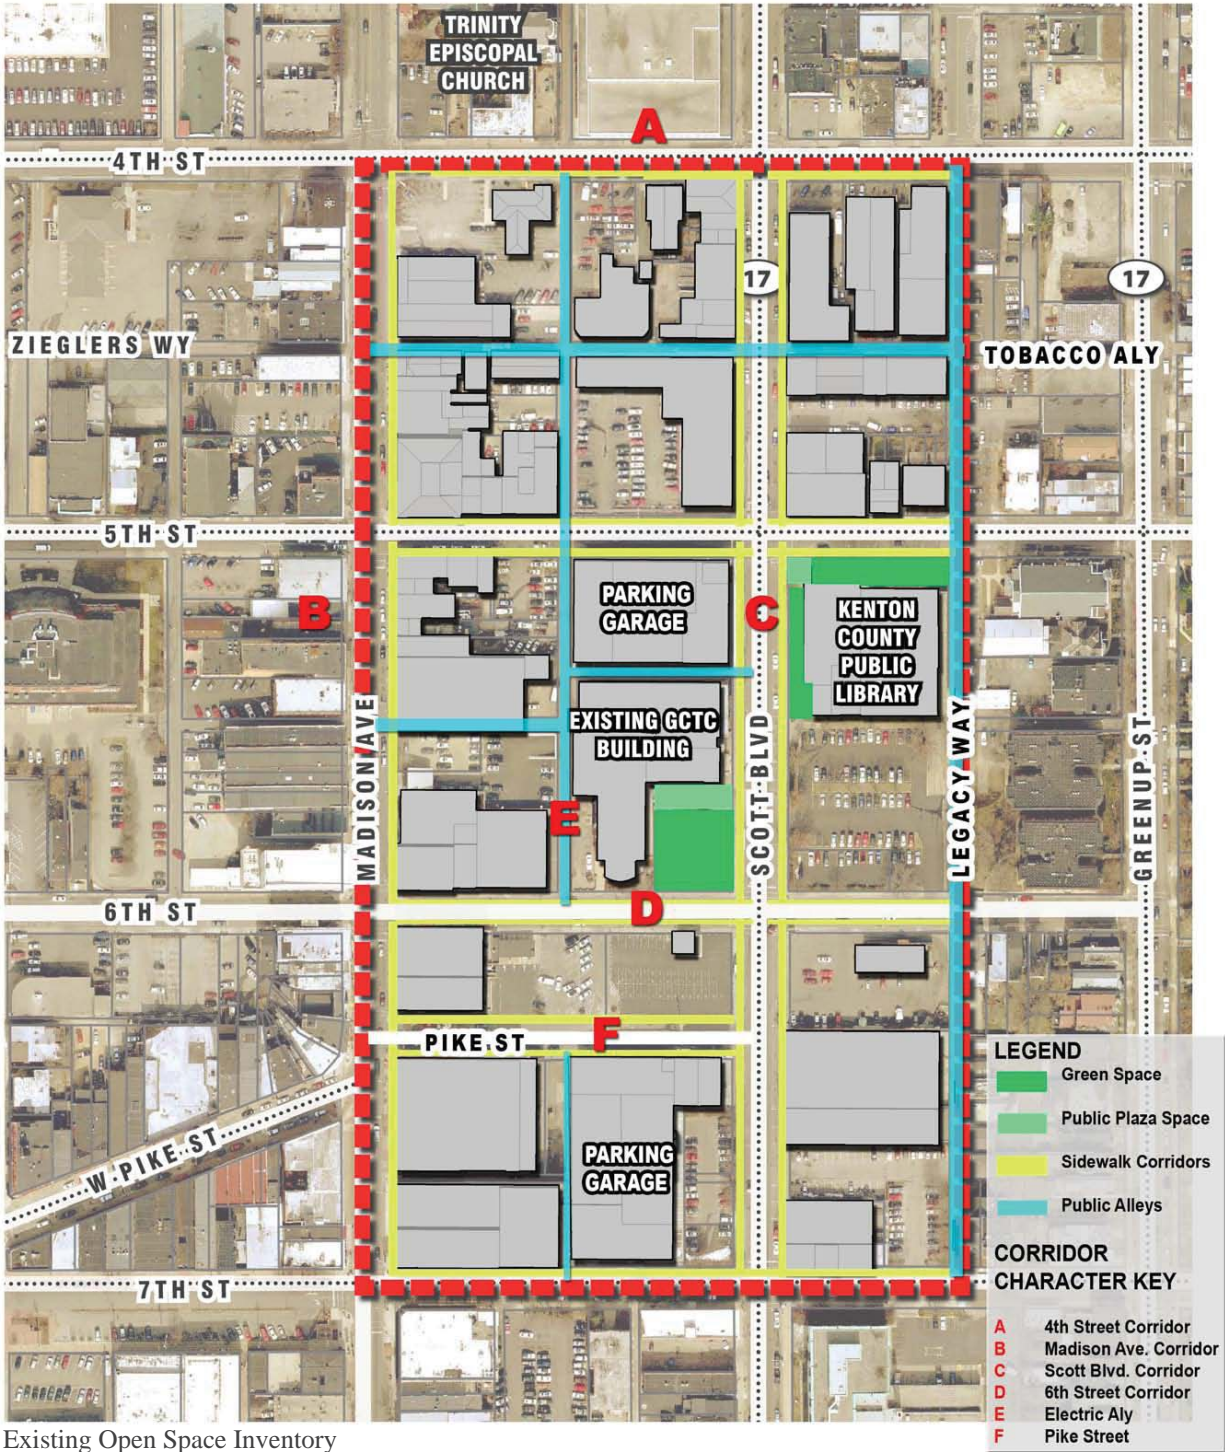 TRINITY
EPISCOPAL
CHURCH
A
4TH ST
17
17
ZIEGLERS WY
TOBACCO ALY
5TH ST
B
PARKING
GARAGE
C
KENTON
COUNTY
PUBLIC
LIBRARY
EXISTING GCTC
BUILDING
MADISON AVE
SCOTT BLVD
LEGACY WAY
GREENUP ST
E
D
6TH ST
F
PIKE ST
W PIKE ST
PARKING
GARAGE
7TH ST
LEGEND
Green Space
Public Plaza Space
Sidewalk Corridors
Public Alleys
CORRIDOR
CHARACTER KEY
A 4th Street Corridor
B Madison Ave. Corridor
C Scott Blvd. Corridor
D 6th Street Corridor
E Electric Aly
F Pike Street
Existing Open Space Inventory